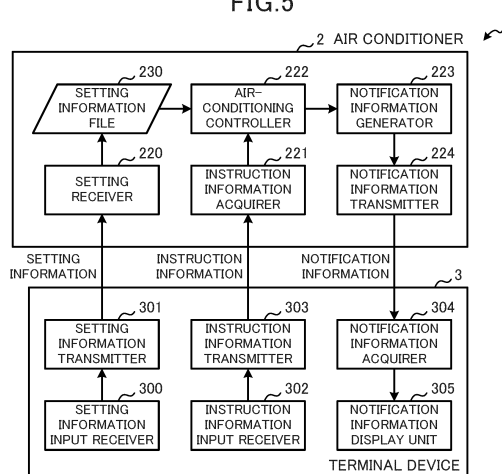 FIG.5
2 AIR CONDITIONER
230
SETTING
INFORMATION
FILE
222
AIR-
CONDITIONING
CONTROLLER
223
NOTIFICATION
INFORMATION
GENERATOR
220
SETTING
RECEIVER
221
INSTRUCTION
INFORMATION
ACQUIRER
224
NOTIFICATION
INFORMATION
TRANSMITTER
SETTING
INFORMATION
INSTRUCTION
INFORMATION
NOTIFICATION
INFORMATION
3
301
SETTING
INFORMATION
TRANSMITTER
303
INSTRUCTION
INFORMATION
TRANSMITTER
304
NOTIFICATION
INFORMATION
ACQUIRER
300
SETTING
INFORMATION
INPUT RECEIVER
302
INSTRUCTION
INFORMATION
INPUT RECEIVER
305
NOTIFICATION
INFORMATION
DISPLAY UNIT
TERMINAL DEVICE